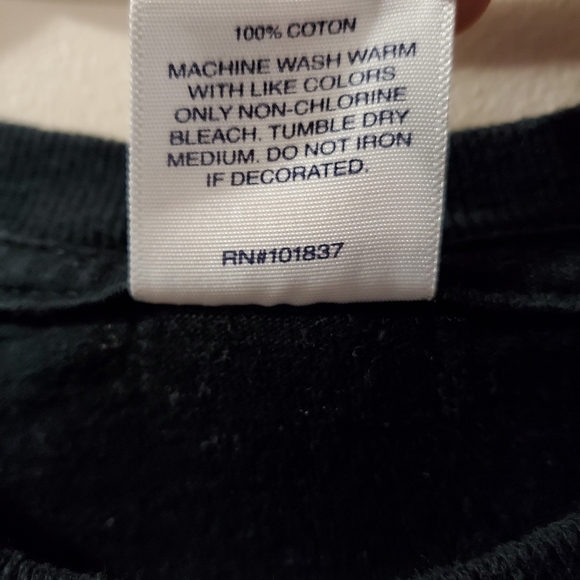 100% COTON
MACHINE WASH WARM
WITH LIKE COLORS
ONLY NON-CHLORINE
BLEACH. TUMBLE DRY
MEDIUM. DO NOT IRON
IF DECORATED.
RN#101837